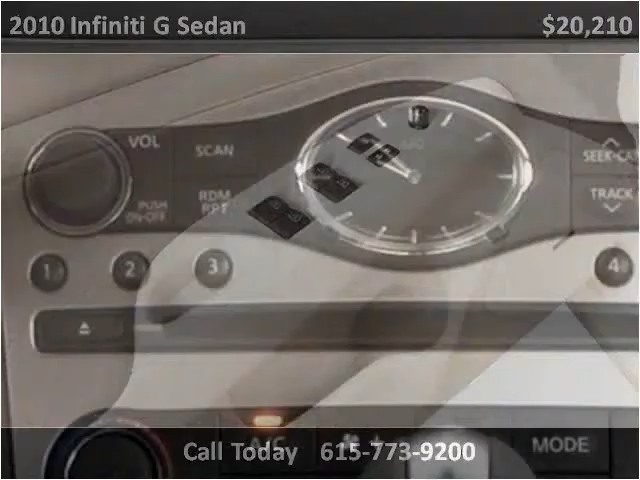 2010 Infiniti G Sedan $20,210
VOL SCAN SEEK·CAT
PUSH ON-OFF RDM RPT TRACK
1 2 3 4
A/C MODE
Call Today 615-773-9200